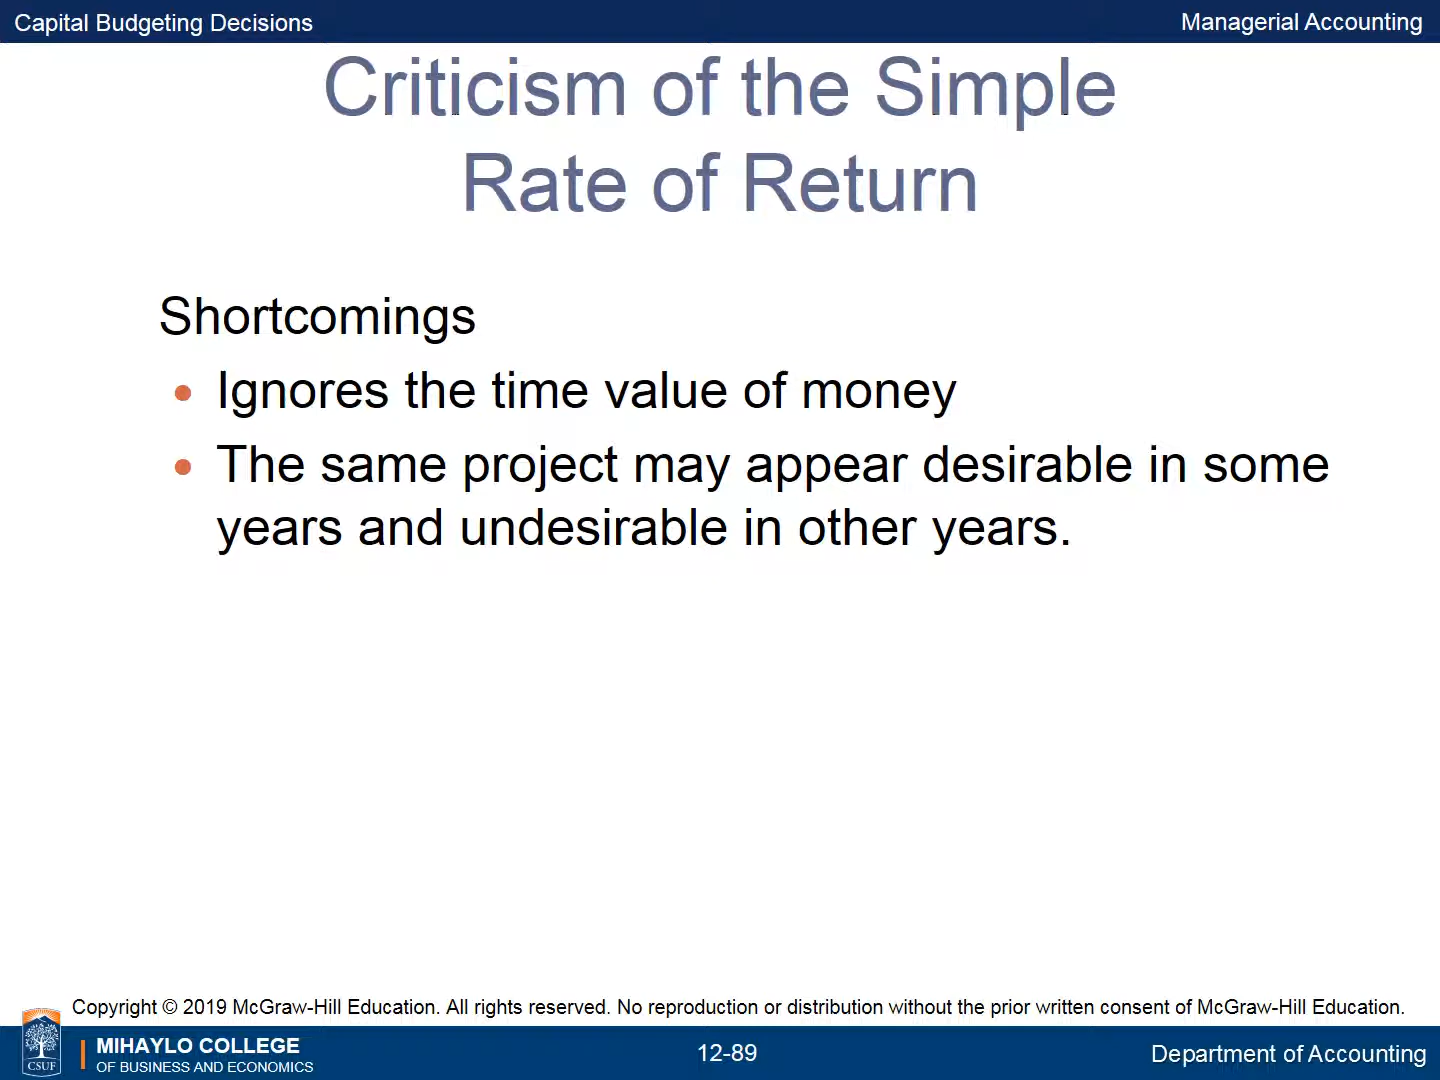 Capital Budgeting Decisions
Managerial Accounting
Criticism of the Simple
Rate of Return
Shortcomings
• Ignores the time value of money
• The same project may appear desirable in some
years and undesirable in other years.
Copyright © 2019 McGraw-Hill Education. All rights reserved. No reproduction or distribution without the prior written consent of McGraw-Hill Education.
CSUF
MIHAYLO COLLEGE
OF BUSINESS AND ECONOMICS
12-89
Department of Accounting